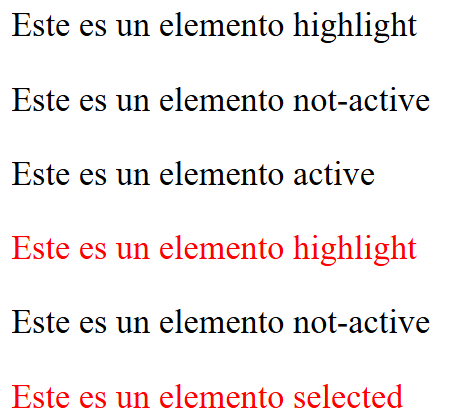 Este es un elemento highlight
Este es un elemento not-active
Este es un elemento active
Este es un elemento highlight
Este es un elemento not-active
Este es un elemento selected